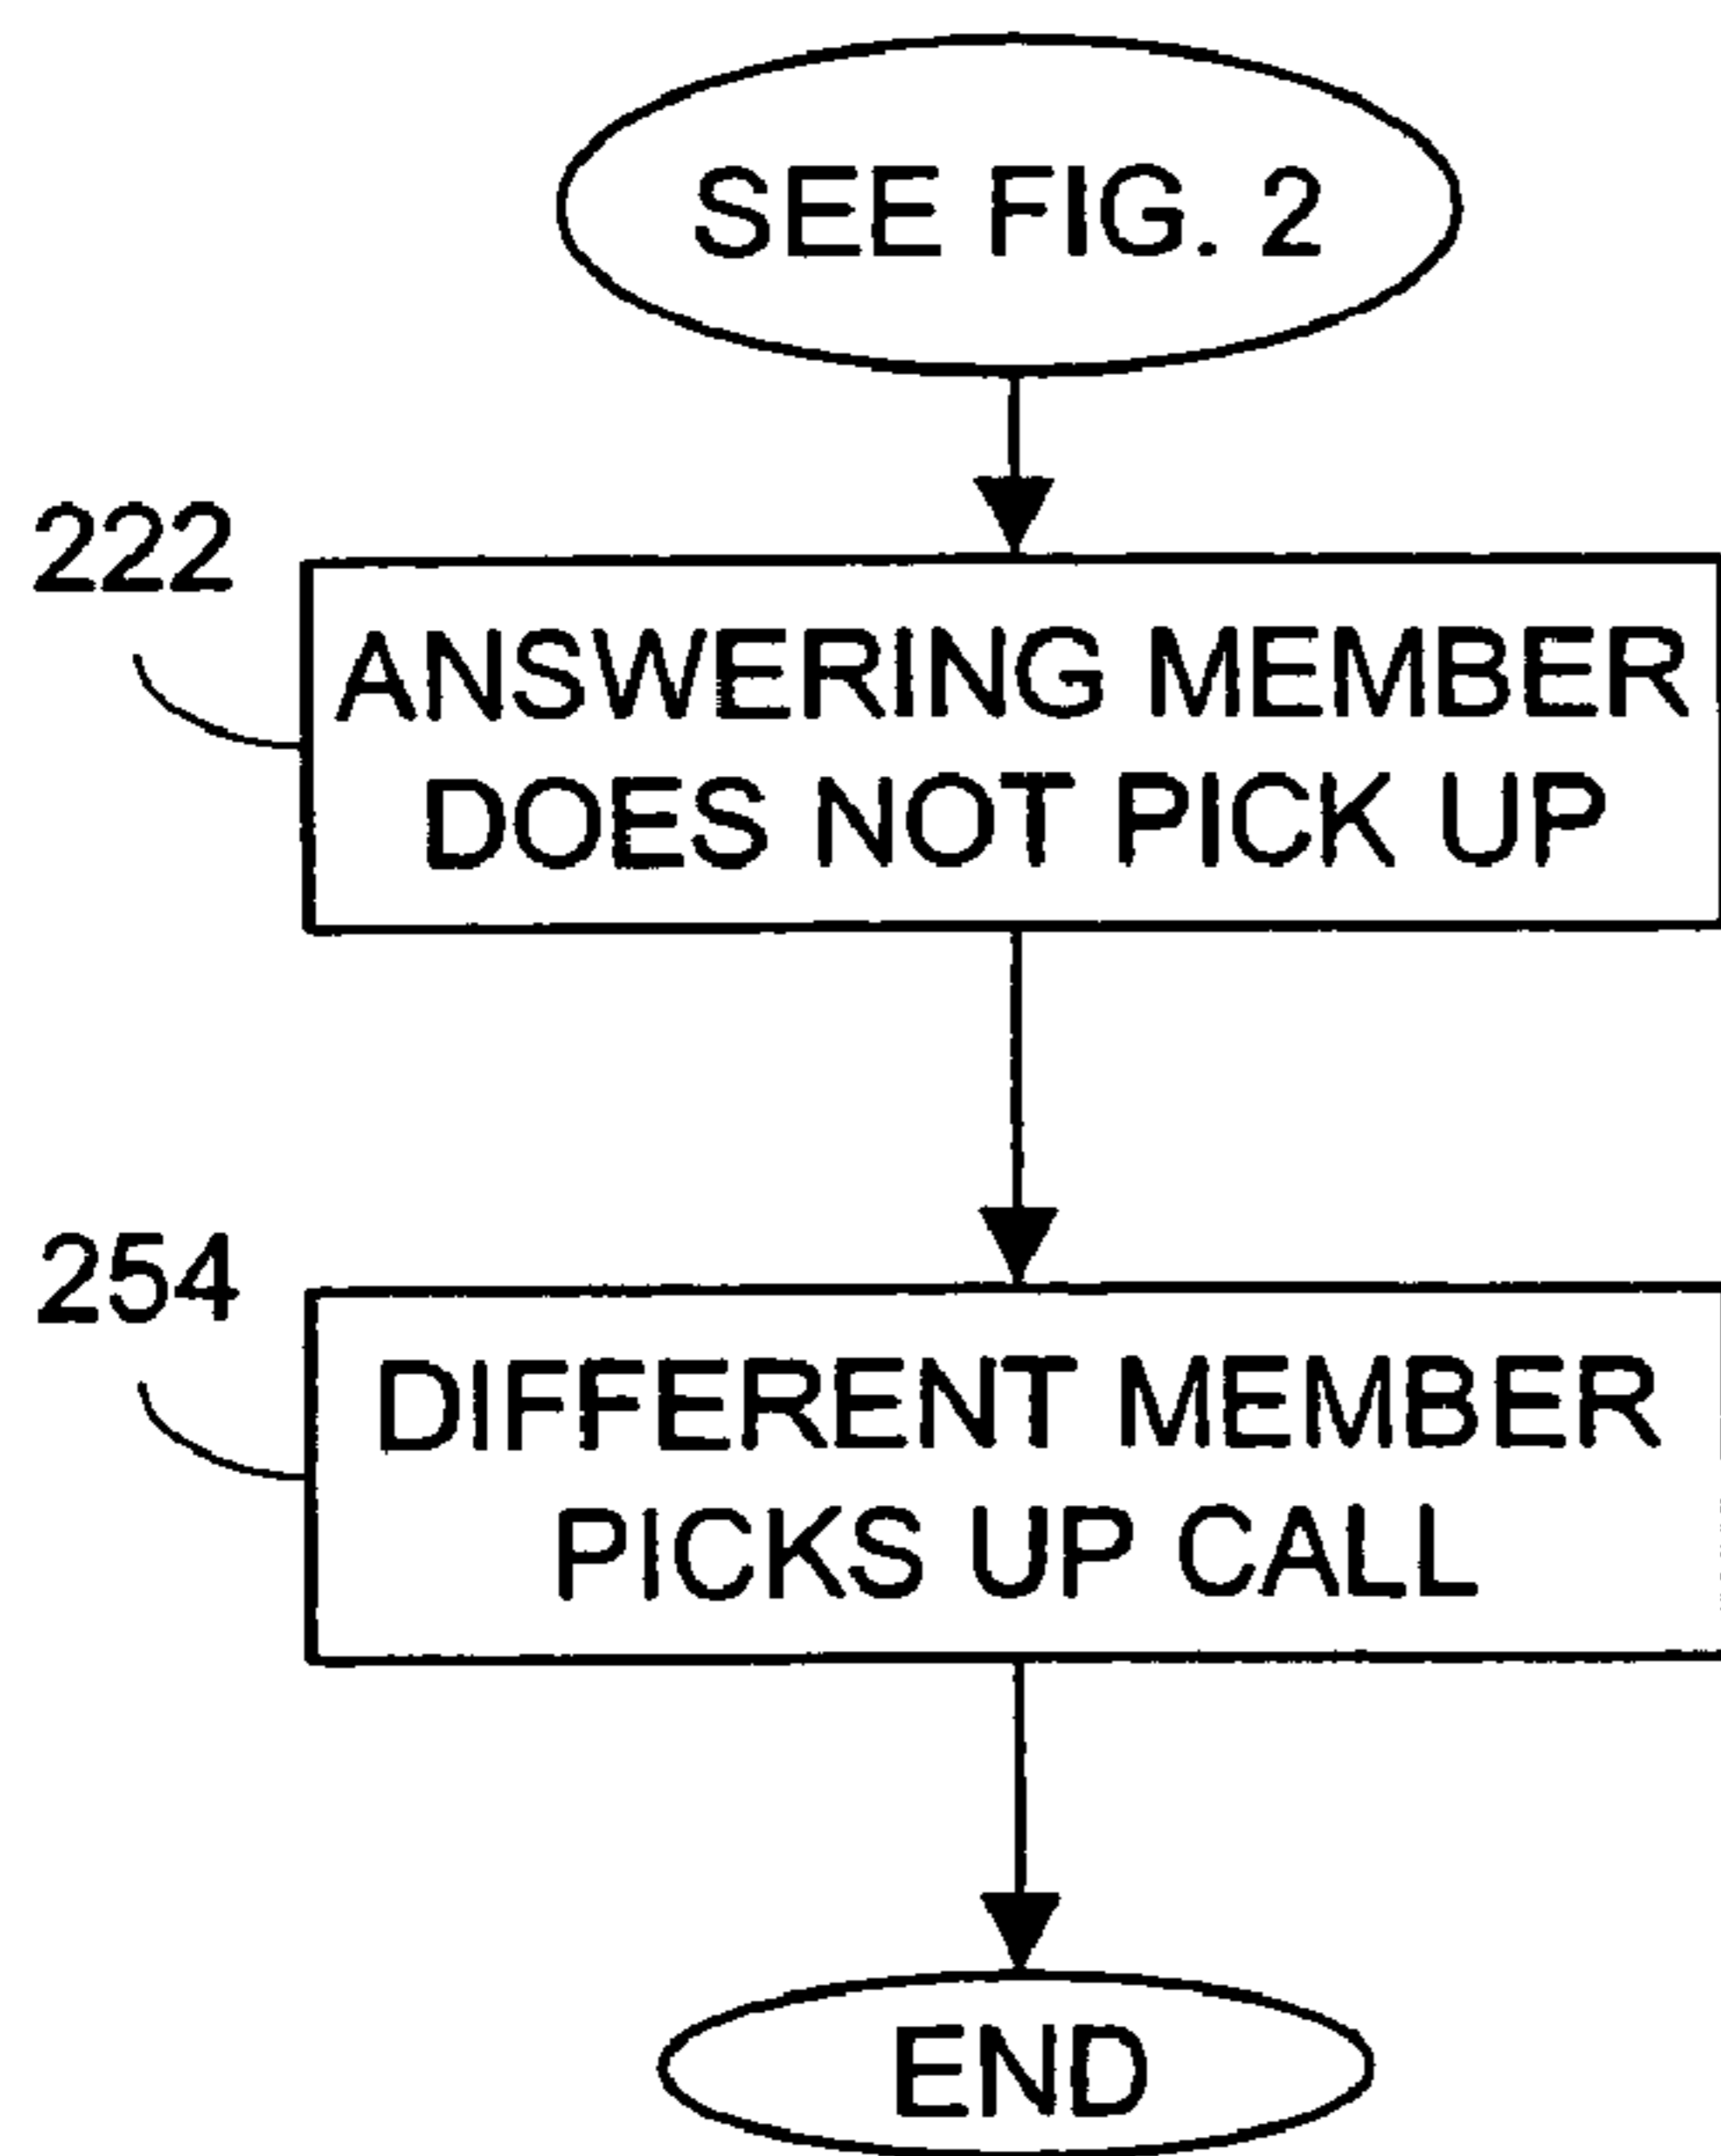 SEE FIG. 2
222
ANSWERING MEMBER
DOES NOT PICK UP
254
DIFFERENT MEMBER
PICKS UP CALL
END